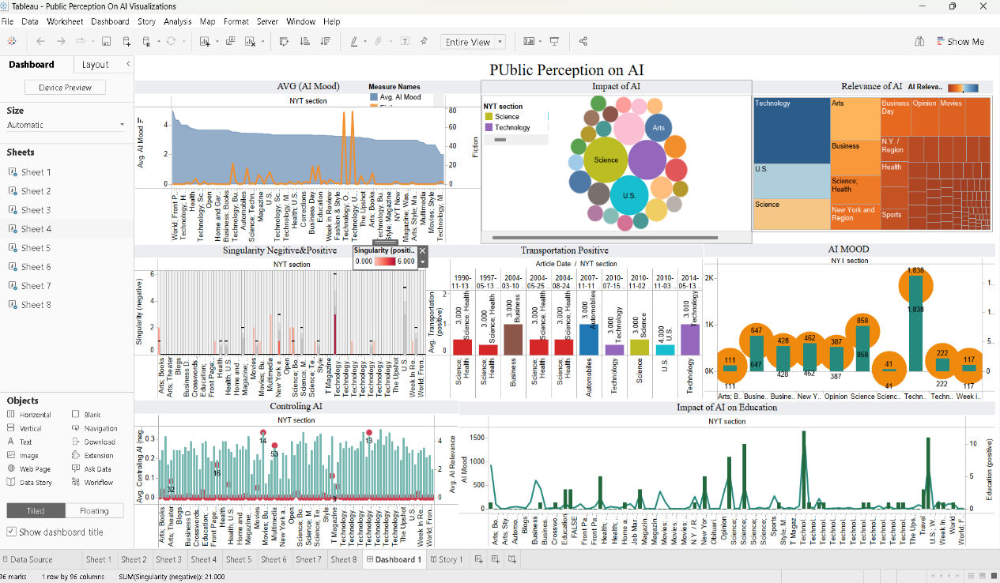 Tableau - Public Perception On AI Visualizations
File Data Worksheet Dashboard Story Analysis Map Format Server Window Help
Entire View
Show Me
Dashboard Layout
Device Preview
Size
Automatic
Sheets
Sheet 1
Sheet 2
Sheet 3
Sheet 4
Sheet 5
Sheet 6
Sheet 7
Sheet 8
Objects
Horizontal Blank
Vertical Navigation
Text Download
Image Extension
Web Page Ask Data
Data Story Workflow
Tiled Floating
Show dashboard title
PUblic Perception on AI
AVG (AI Mood)
Measure Names
Avg. AI Mood
NYT section
Avg. AI Mood
4
2
0
80
60
40
20
0
Fiction
World; Front P..
Technology; H..
Health
Technology; Sc..
Open
Home and Gar..
Business; Books
Technology; Bu..
Automobiles
Science; Tech..
Magazine
U.S.
Technology; Sc..
Technology; M..
Health; U.S.
Corrections
Business Day
Education
Week in Review
Fashion & Style
Technology; O..
Technology; ..
The Upshot
Arts; Books
Technology; Bu..
Style; Magazine
NYT Now
Magazine; Was..
Arts; Style; Ma..
Multimedia
Movies; Style
Technology; M..
Impact of AI
NYT section
Science
Technology
Arts
Science
U.S.
Relevance of AI AI Releva..
Technology
U.S.
Science
Arts
Business
Science; Health
New York and Region
Business Day
Opinion
Movies
N.Y. / Region
Health
Sports
Singularity Negitive&Positive
Singularity (positi..
0.000 6.000
NYT section
Singularity (negative)
6
4
2
0
Arts; Books
Arts; Theater
Blogs
Business D..
Crosswords..
Education; ..
Front Page..
Health
Health; U.S.
Home and ..
Magazine; ..
Movies
Movies; Bu..
Multimedia
New York a..
Open
Science; Bo..
Science; M..
Science; Te..
Style
T Magazine
Technology ..
Technology..
Technology..
Technology..
Technology..
Technology..
The Upshot
U.S.
Week In Re..
World; Fron..
Transportation Positive
Article Date / NYT section
1990-11-13 ..
1997-05-13 ..
2004-03-10 ..
2004-05-25 ..
2004-08-24 ..
2007-11-11 ..
2010-07-15 ..
2010-11-02 ..
2010-11-03 ..
2014-05-13 ..
Avg. Transportation (positive)
2
1
0
3.000 Science; Health
3.000 Science; Health
3.000 Business
3.000 Science; Health
3.000 Science; Health
3.000 Automobiles
3.000 Technology
3.000 Science
4.000 U.S.
3.000 Technology
Science; Health
Science; Health
Business
Science; Health
Science; Health
Automobiles
Technology
Science
U.S.
Technology
AI MOOD
NYT section
2K
1K
0K
1..
5..
0
111
647
428
462
387
858
41
1,838
222
117
111
647
428
462
387
858
41
1,838
222
117
Arts; B.. Busine.. Busine.. New Y.. Opinion Science Scienc.. Techn.. Techn.. Week i..
Controling AI
NYT section
Avg. Controling AI (neg..
0.3
0.2
0.1
0.0
4
2
0
Avg. AI Relevance
32
16
14
53
9
13
Arts; Books
Arts; Theater
Blogs
Business D..
Crosswords..
Education; ..
Front Page..
Health
Health; U.S.
Home and ..
Magazine; ..
Movies
Movies; Bu..
Multimedia
New York a..
Open
Science; Bo..
Science; M..
Science; Te..
Style
T Magazine
Technology..
Technology..
Technology..
Technology..
Technology..
Technology..
The Upshot
U.S.
Week In Re..
World; Fron..
Impact of AI on Education
NYT section
AI Mood
1500
1000
500
0
10
5
0
Education (positive)
Arts; Bo..
Arts; Sty..
Automo..
Blogs
Business
Busines..
Crosswo..
Education
FALSE
Front Pa..
Front Pa..
Health; ..
Health; ..
Home a..
Job Mar..
Magazin..
Magazin..
Movies; ..
Movies; ..
Movies; ..
N.Y. / R..
New Yor..
Obituari..
Opinion
Science; ..
Science; ..
Science; ..
Science; ..
Sports
Style; M..
T Magaz..
Technol..
Technol..
Technol..
Technol..
Technol..
Technol..
Technol..
Technol..
Technol..
Technol..
Technol..
The Ups..
Travel
U.S.; W..
Week In..
World
World; F..
Data Source Sheet 1 Sheet 2 Sheet 3 Sheet 4 Sheet 5 Sheet 6 Sheet 7 Sheet 8 Dashboard 1 Story 1
96 marks 1 row by 96 columns SUM(Singularity (negative)): 21.000